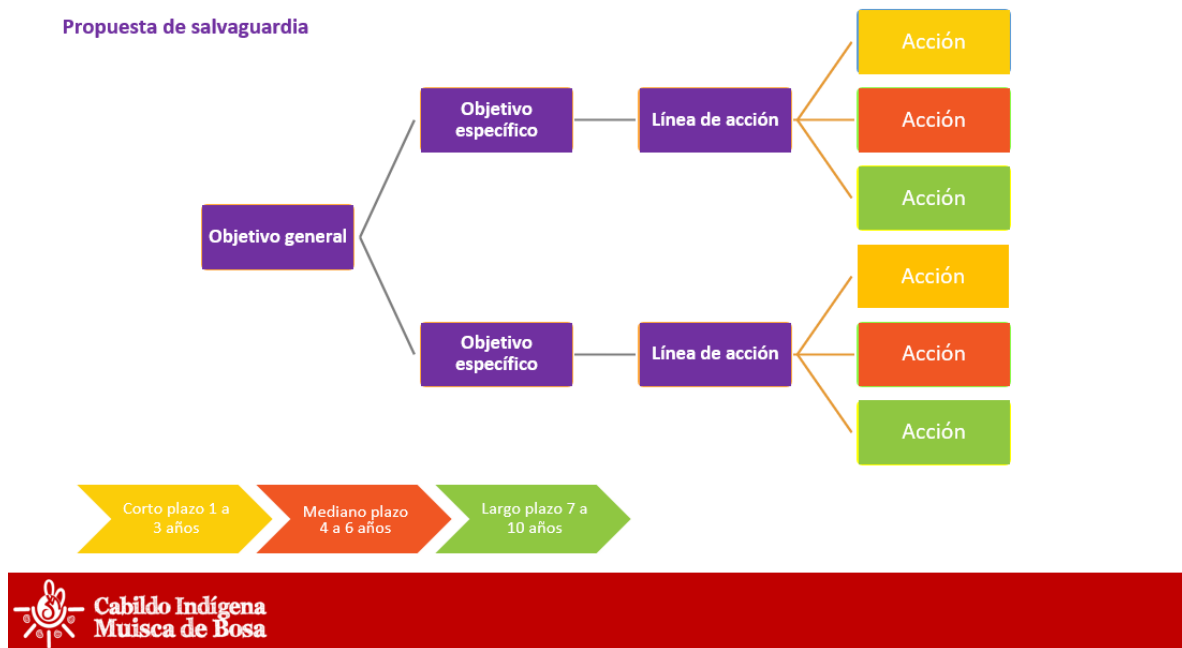 Propuesta de salvaguardia
Acción
Objetivo
específico
Línea de acción
Acción
Acción
Objetivo general
Acción
Objetivo
específico
Línea de acción
Acción
Acción
Corto plazo 1 a
3 años
Mediano plazo
4 a 6 años
Largo plazo 7 a
10 años
Cabildo Indígena
Muisca de Bosa